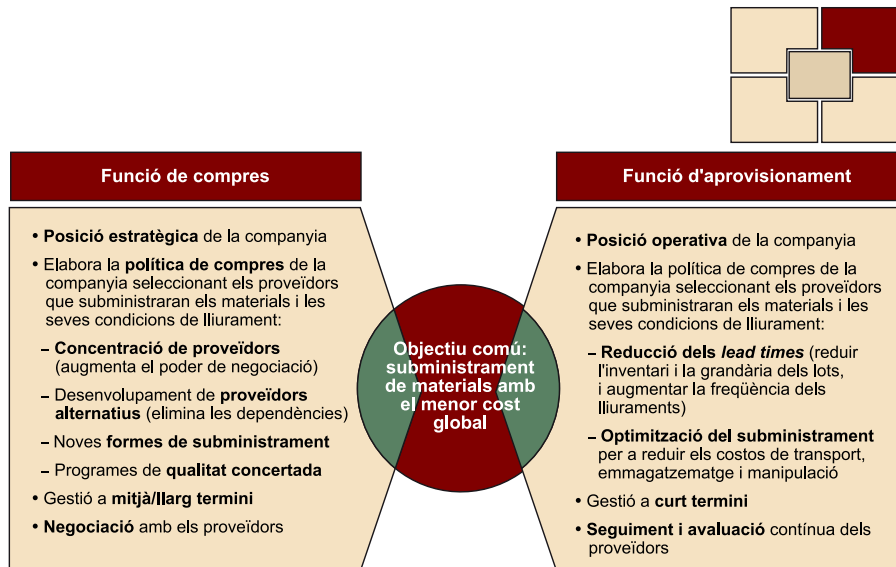 Funció de compres
• Posició estratègica de la companyia
• Elabora la política de compres de la
companyia seleccionant els proveïdors
que subministraran els materials i les
seves condicions de lliurament:
– Concentració de proveïdors
(augmenta el poder de negociació)
– Desenvolupament de proveïdors
alternatius (elimina les dependències)
– Noves formes de subministrament
– Programes de qualitat concertada
• Gestió a mitjà/llarg termini
• Negociació amb els proveïdors
Objectiu comú:
subministrament
de materials amb
el menor cost
global
Funció d'aprovisionament
• Posició operativa de la companyia
• Elabora la política de compres de la
companyia seleccionant els proveïdors
que subministraran els materials i les
seves condicions de lliurament:
– Reducció dels lead times (reduir
l'inventari i la grandària dels lots,
i augmentar la freqüència dels
lliuraments)
– Optimització del subministrament
per a reduir els costos de transport,
emmagatzematge i manipulació
• Gestió a curt termini
• Seguiment i avaluació contínua dels
proveïdors